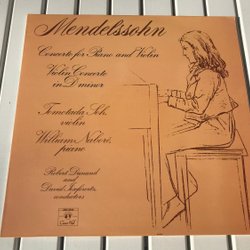 Mendelssohn
Concerto for Piano and Violin
Violin Concerto
in D minor
Tomotada Soh,
violin
William Naboré,
piano
Robert Dunand
and
David Josefowitz,
conductors